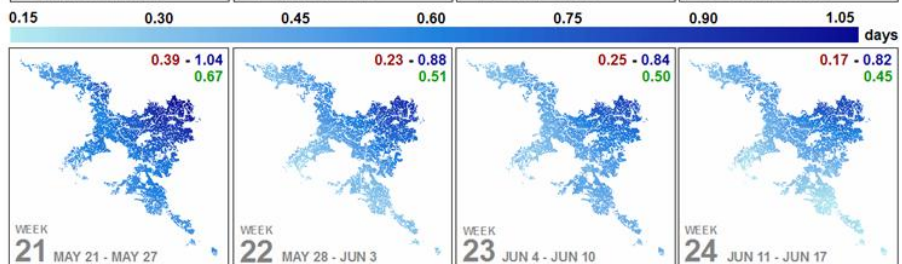 0.15 0.30 0.45 0.60 0.75 0.90 1.05
days
0.39 - 1.04
0.67
WEEK
21 MAY 21 - MAY 27
0.23 - 0.88
0.51
WEEK
22 MAY 28 - JUN 3
0.25 - 0.84
0.50
WEEK
23 JUN 4 - JUN 10
0.17 - 0.82
0.45
WEEK
24 JUN 11 - JUN 17